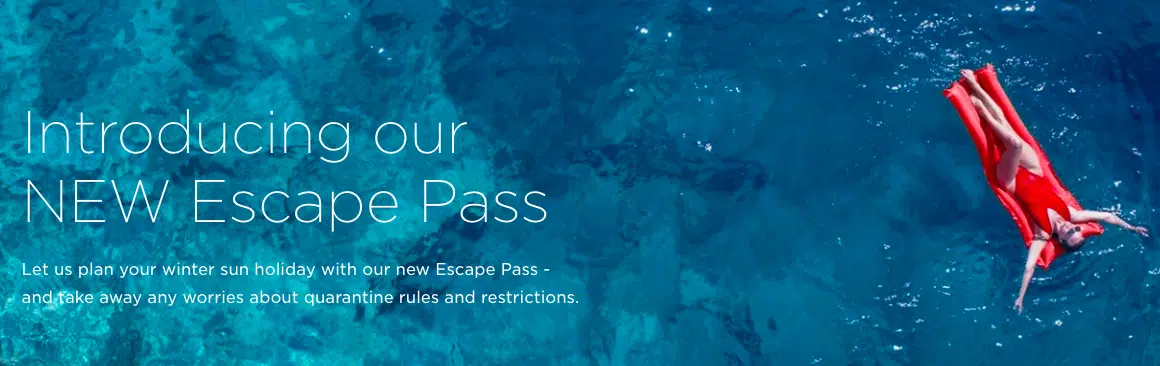 Introducing our
NEW Escape Pass
Let us plan your winter sun holiday with our new Escape Pass -
and take away any worries about quarantine rules and restrictions.